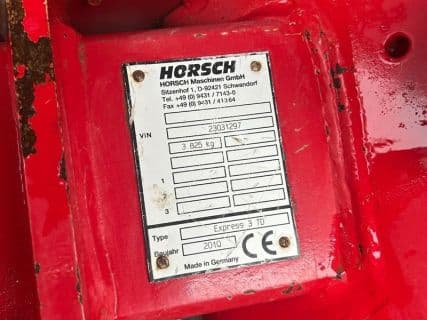 HORSCH
HORSCH Maschinen GmbH
Sitzenhof 1, D-92421 Schwandorf
Tel. +49 (0) 9431 / 7143-0
Fax +49 (0) 9431 / 41364
VIN 23031297
3 825 kg
1
3
Type Express 3 TD
Baujahr 2010 CE
Made in Germany